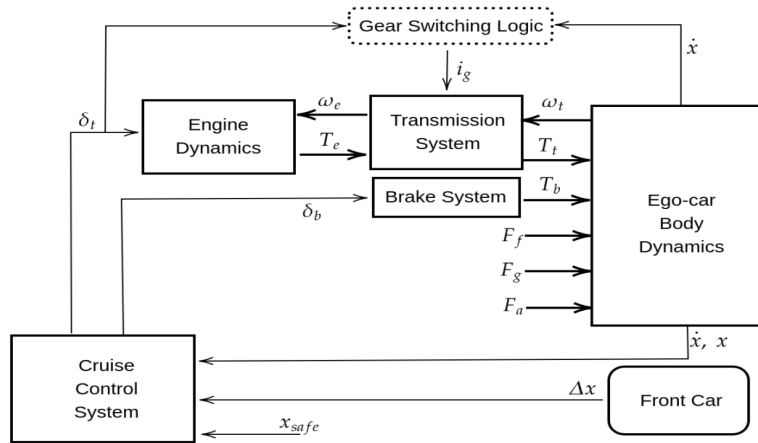 Gear Switching Logic
ẋ
i_g
δ_t
Engine
Dynamics
ω_e
T_e
Transmission
System
ω_t
T_t
Brake System
T_b
δ_b
F_f
F_g
F_a
Ego-car
Body
Dynamics
ẋ, x
Cruise
Control
System
Δx
Front Car
x_safe